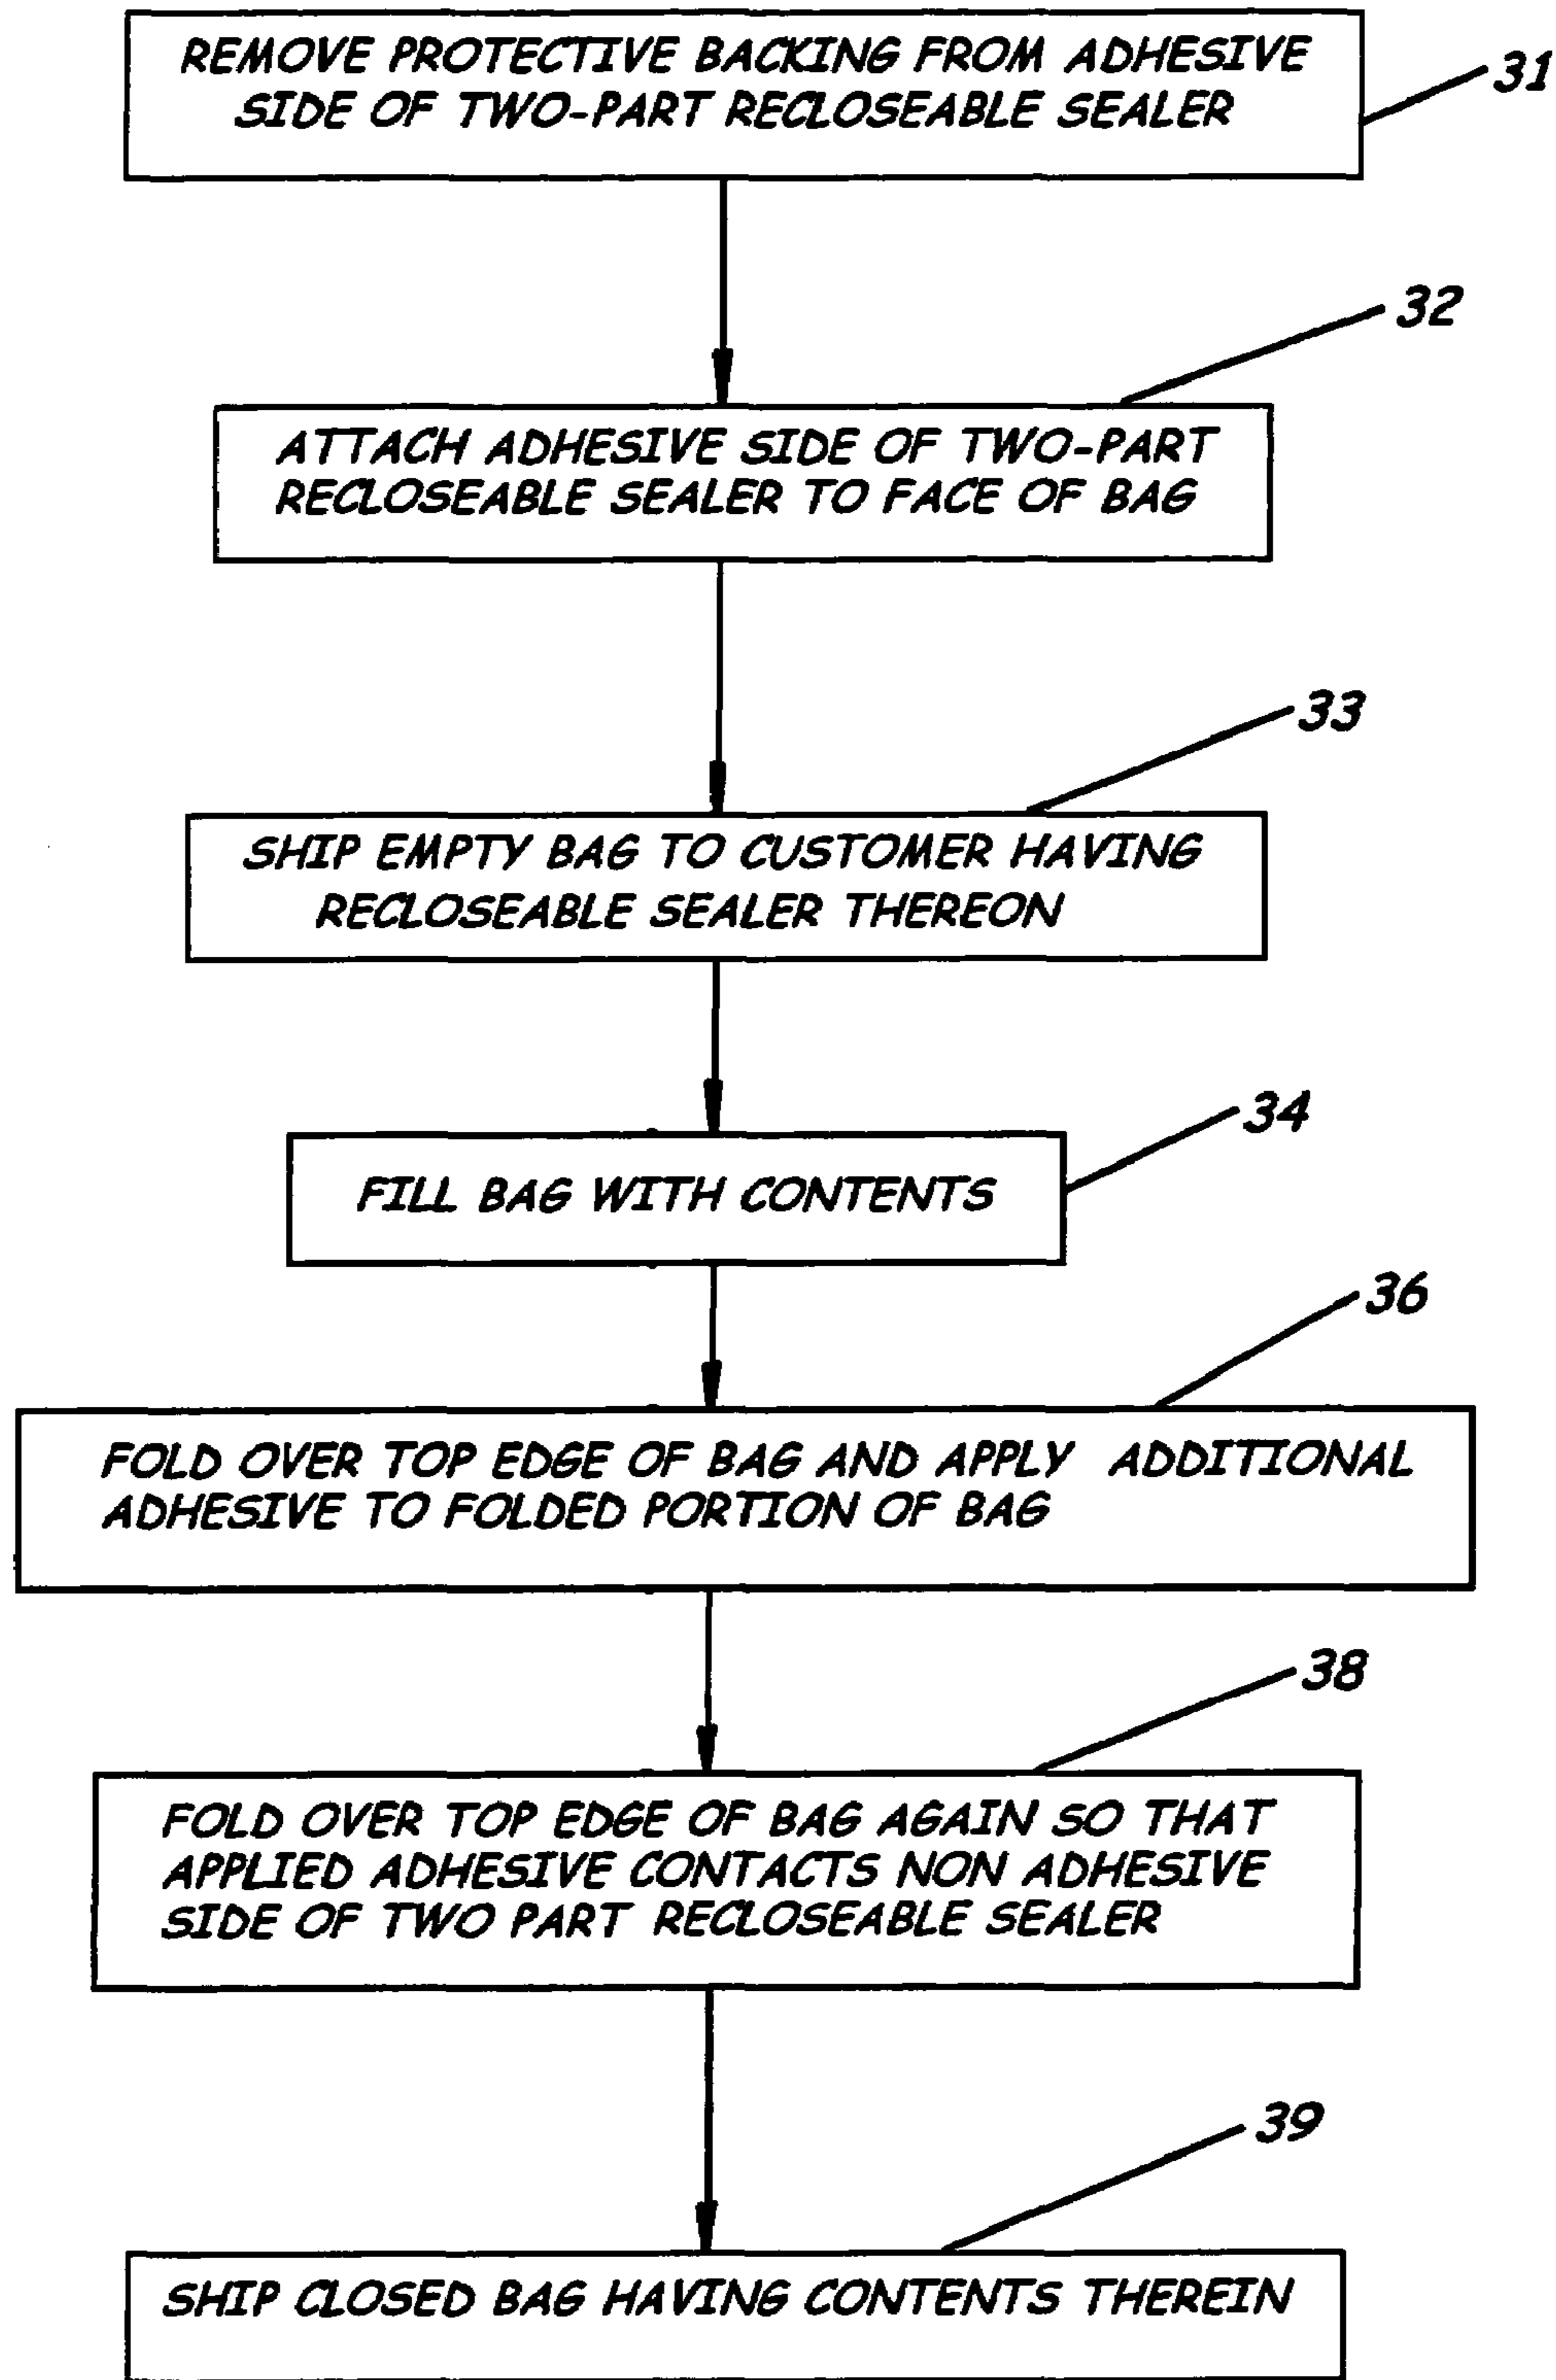 REMOVE PROTECTIVE BACKING FROM ADHESIVE
SIDE OF TWO-PART RECLOSEABLE SEALER
31
32
ATTACH ADHESIVE SIDE OF TWO-PART
RECLOSEABLE SEALER TO FACE OF BAG
33
SHIP EMPTY BAG TO CUSTOMER HAVING
RECLOSEABLE SEALER THEREON
34
FILL BAG WITH CONTENTS
36
FOLD OVER TOP EDGE OF BAG AND APPLY ADDITIONAL
ADHESIVE TO FOLDED PORTION OF BAG
38
FOLD OVER TOP EDGE OF BAG AGAIN SO THAT
APPLIED ADHESIVE CONTACTS NON ADHESIVE
SIDE OF TWO PART RECLOSEABLE SEALER
39
SHIP CLOSED BAG HAVING CONTENTS THEREIN